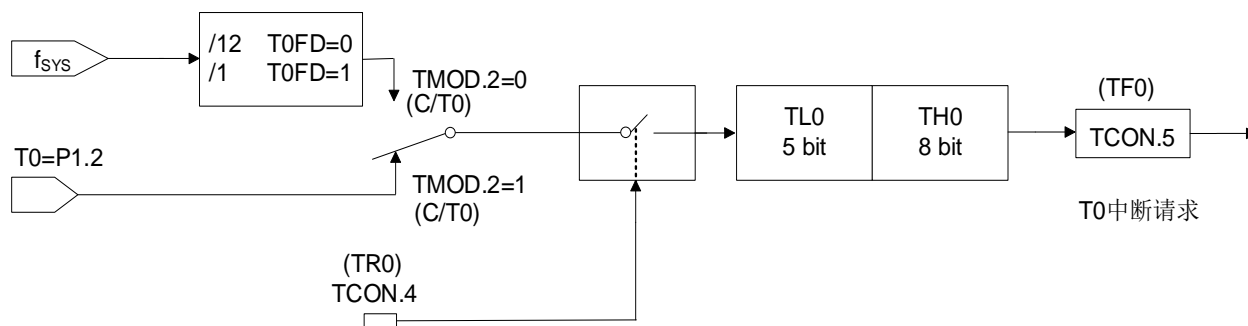 fSYS
/12 T0FD=0
/1 T0FD=1
TMOD.2=0
(C/T0)
T0=P1.2
TMOD.2=1
(C/T0)
(TR0)
TCON.4
TL0
5 bit
TH0
8 bit
(TF0)
TCON.5
T0中断请求